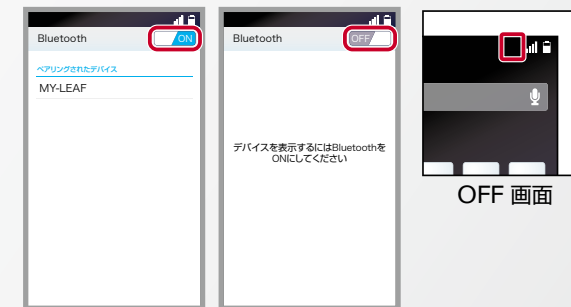 Bluetooth
ON
ペアリングされたデバイス
MY-LEAF
Bluetooth
OFF
デバイスを表示するにはBluetoothを
ONにしてください
OFF 画面